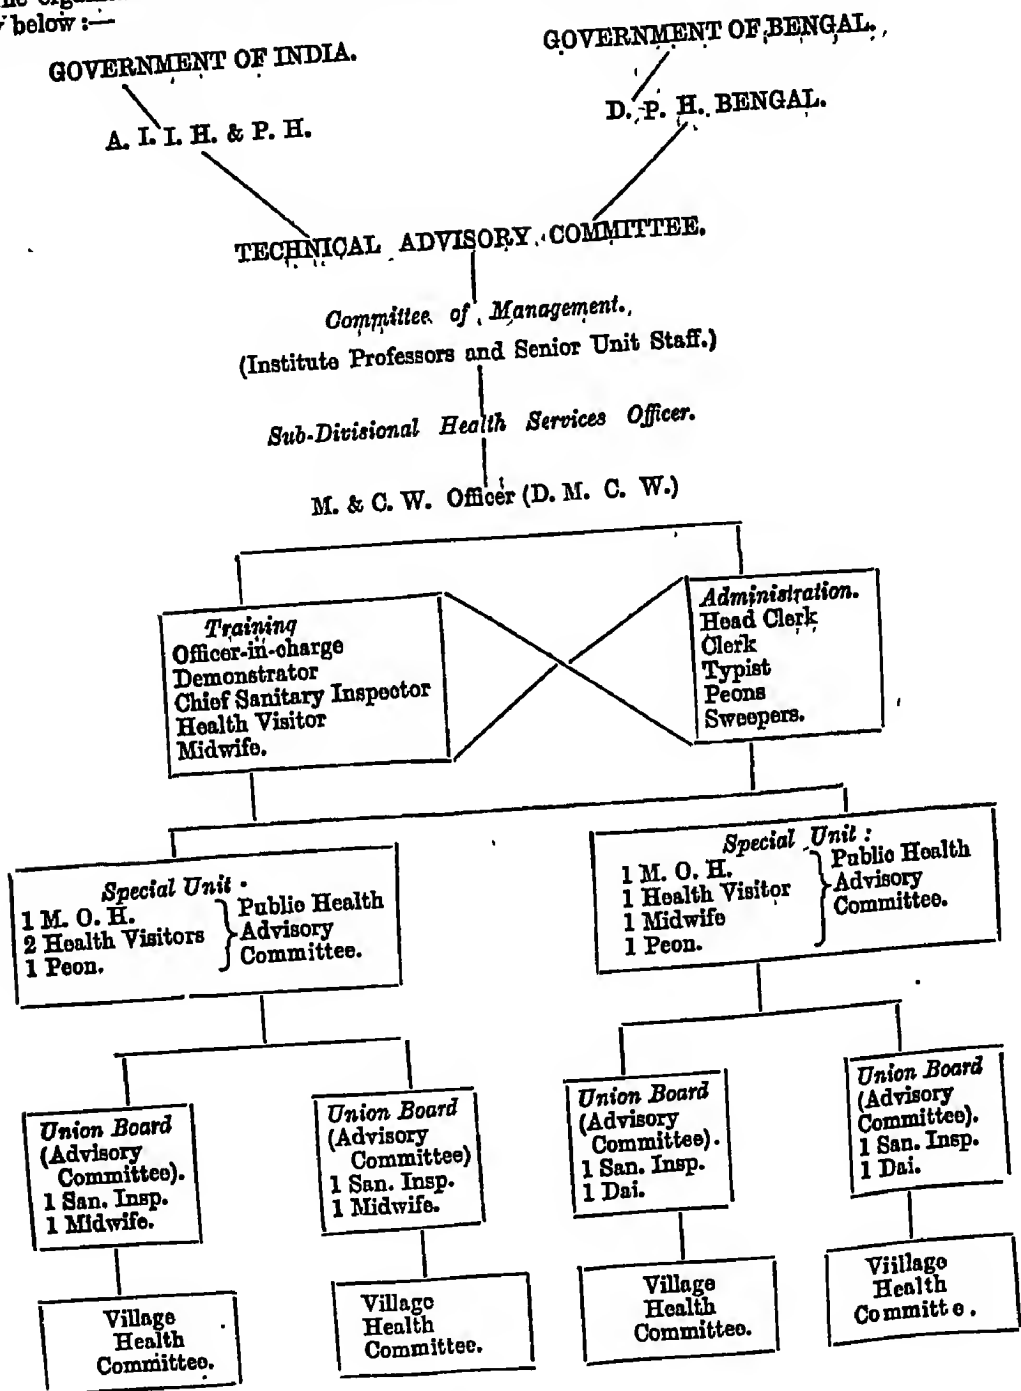 below :—
GOVERNMENT OF INDIA.
GOVERNMENT OF BENGAL.
A. I. I. H. & P. H.
D. P. H. BENGAL.
TECHNICAL ADVISORY COMMITTEE.
Committee of Management.
(Institute Professors and Senior Unit Staff.)
Sub-Divisional Health Services Officer.
M. & C. W. Officer (D. M. C. W.)
Training
Officer-in-charge
Demonstrator
Chief Sanitary Inspector
Health Visitor
Midwife.
Administration.
Head Clerk
Clerk
Typist
Peons
Sweepers.
Special Unit.
1 M. O. H.
2 Health Visitors
1 Peon.
Public Health
Advisory
Committee.
Special Unit :
1 M. O. H.
1 Health Visitor
1 Midwife
1 Peon.
Public Health
Advisory
Committee.
Union Board
(Advisory
Committee).
1 San. Insp.
1 Midwife.
Union Board
(Advisory
Committee)
1 San. Insp.
1 Midwife.
Union Board
(Advisory
Committee).
1 San. Insp.
1 Dai.
Union Board
(Advisory
Committee).
1 San. Insp.
1 Dai.
Village
Health
Committee.
Village
Health
Committee.
Village
Health
Committee.
Viillage
Health
Committe .